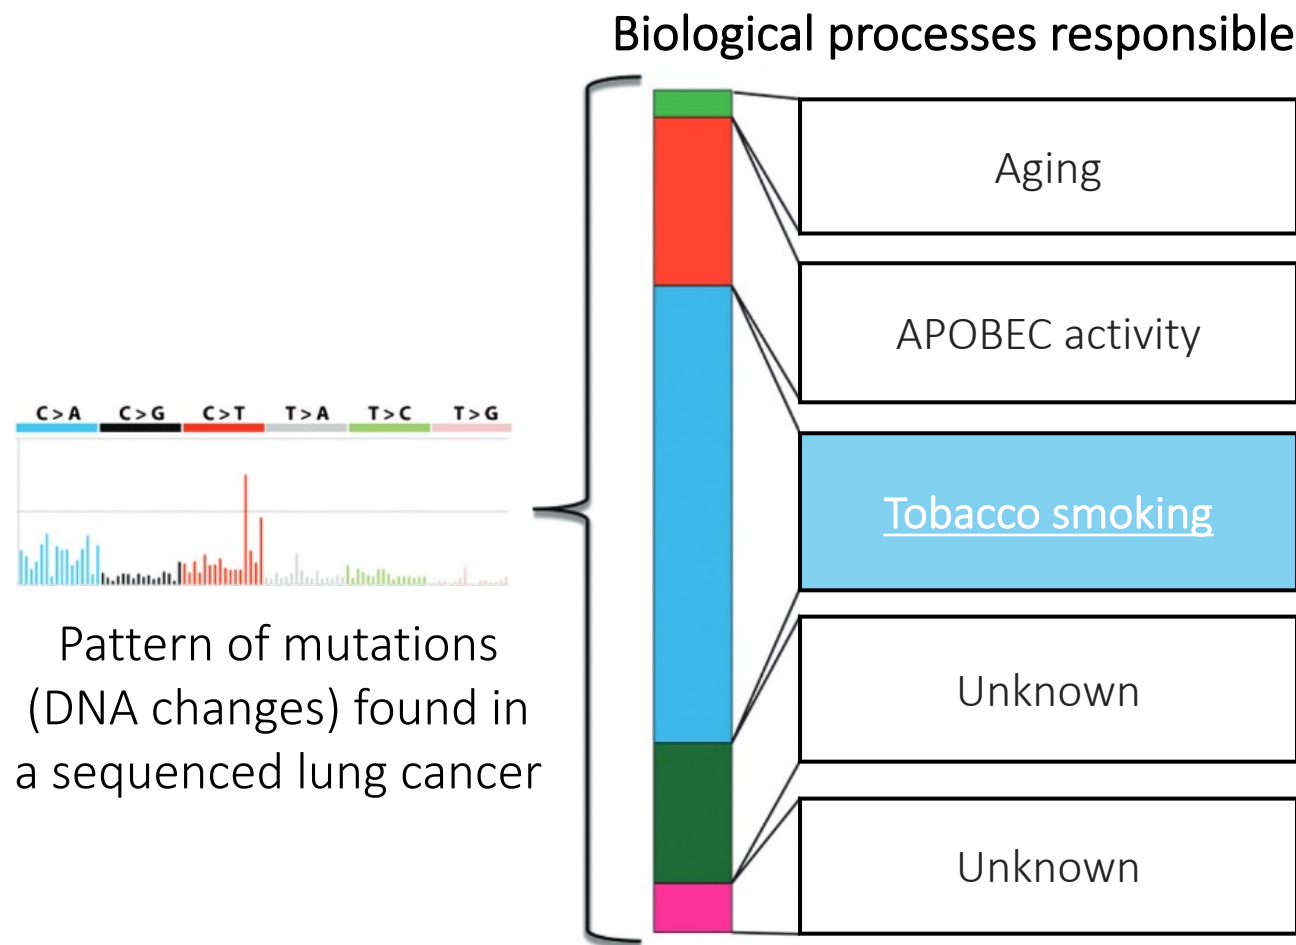 Biological processes responsible
Aging
APOBEC activity
C > A C > G C > T T > A T > C T > G
Tobacco smoking
Pattern of mutations
(DNA changes) found in
a sequenced lung cancer
Unknown
Unknown